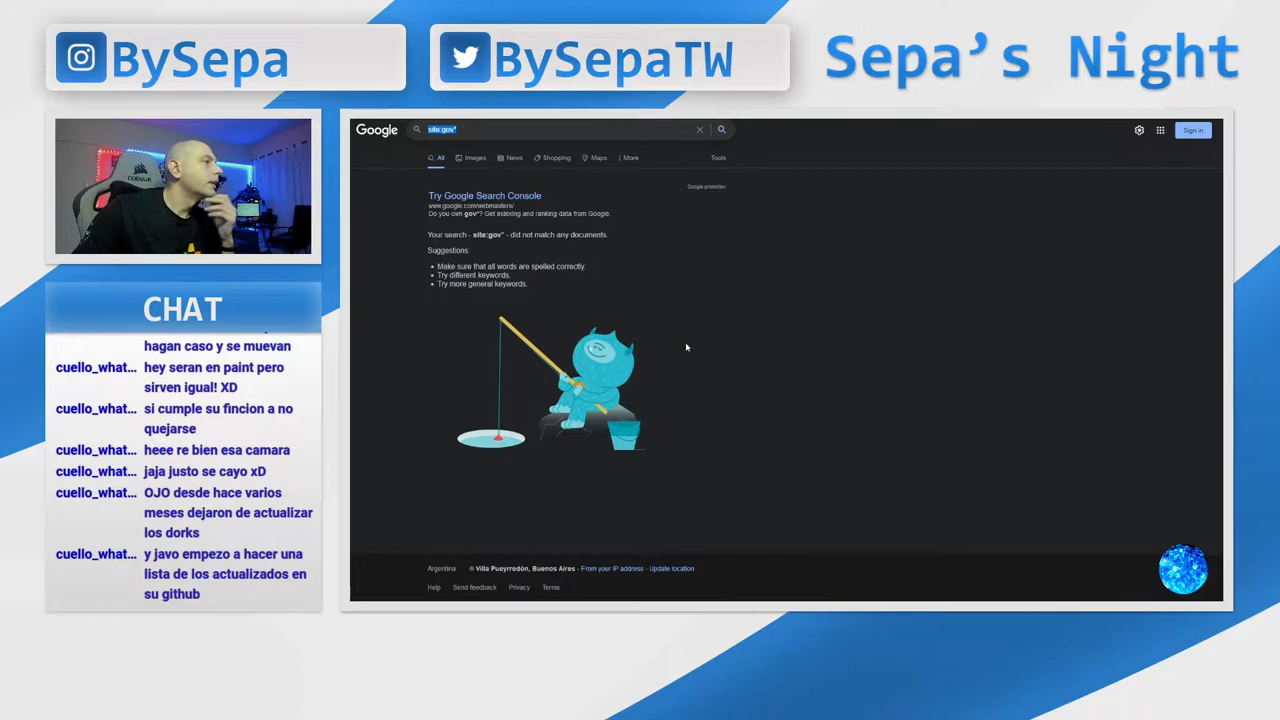 BySepa
BySepaTW
Sepa's Night
CORSAIR
CHAT
hagan caso y se muevan
cuello_what... hey seran en paint pero
sirven igual! XD
cuello_what... si cumple su fincion a no
quejarse
cuello_what... heee re bien esa camara
cuello_what... jaja justo se cayo xD
cuello_what... OJO desde hace varios
meses dejaron de actualizar
los dorks
cuello_what... y javo empezo a hacer una
lista de los actualizados en
su github
Google
site:gov*
Sign in
All
Images
News
Shopping
Maps
More
Tools
Google promotion
Try Google Search Console
www.google.com/webmasters/
Do you own gov*? Get indexing and ranking data from Google.
Your search - site:gov* - did not match any documents.
Suggestions:
• Make sure that all words are spelled correctly.
• Try different keywords.
• Try more general keywords.
Argentina
Villa Pueyrredón, Buenos Aires - From your IP address - Update location
Help
Send feedback
Privacy
Terms